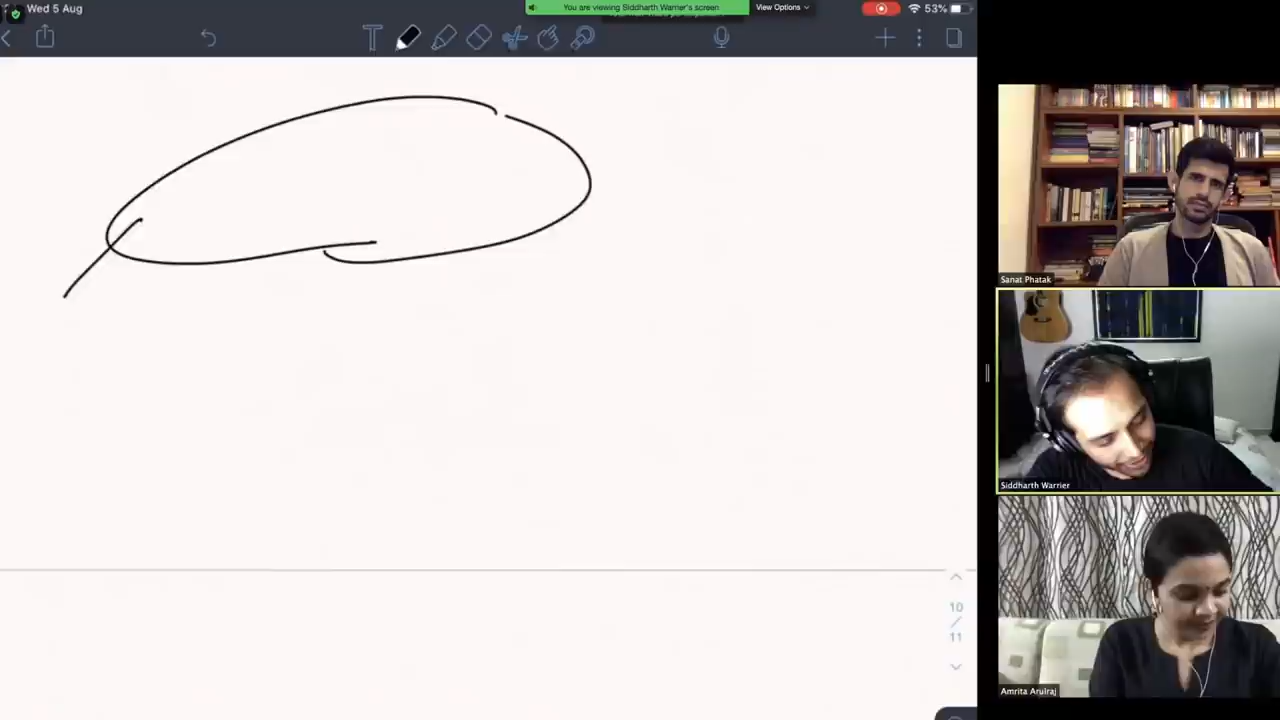 Wed 5 Aug
You are viewing Siddharth Warrier's screen
View Options
53%
T
Sanat Phatak
Siddharth Warrier
10
/
11
Amrita Arulraj